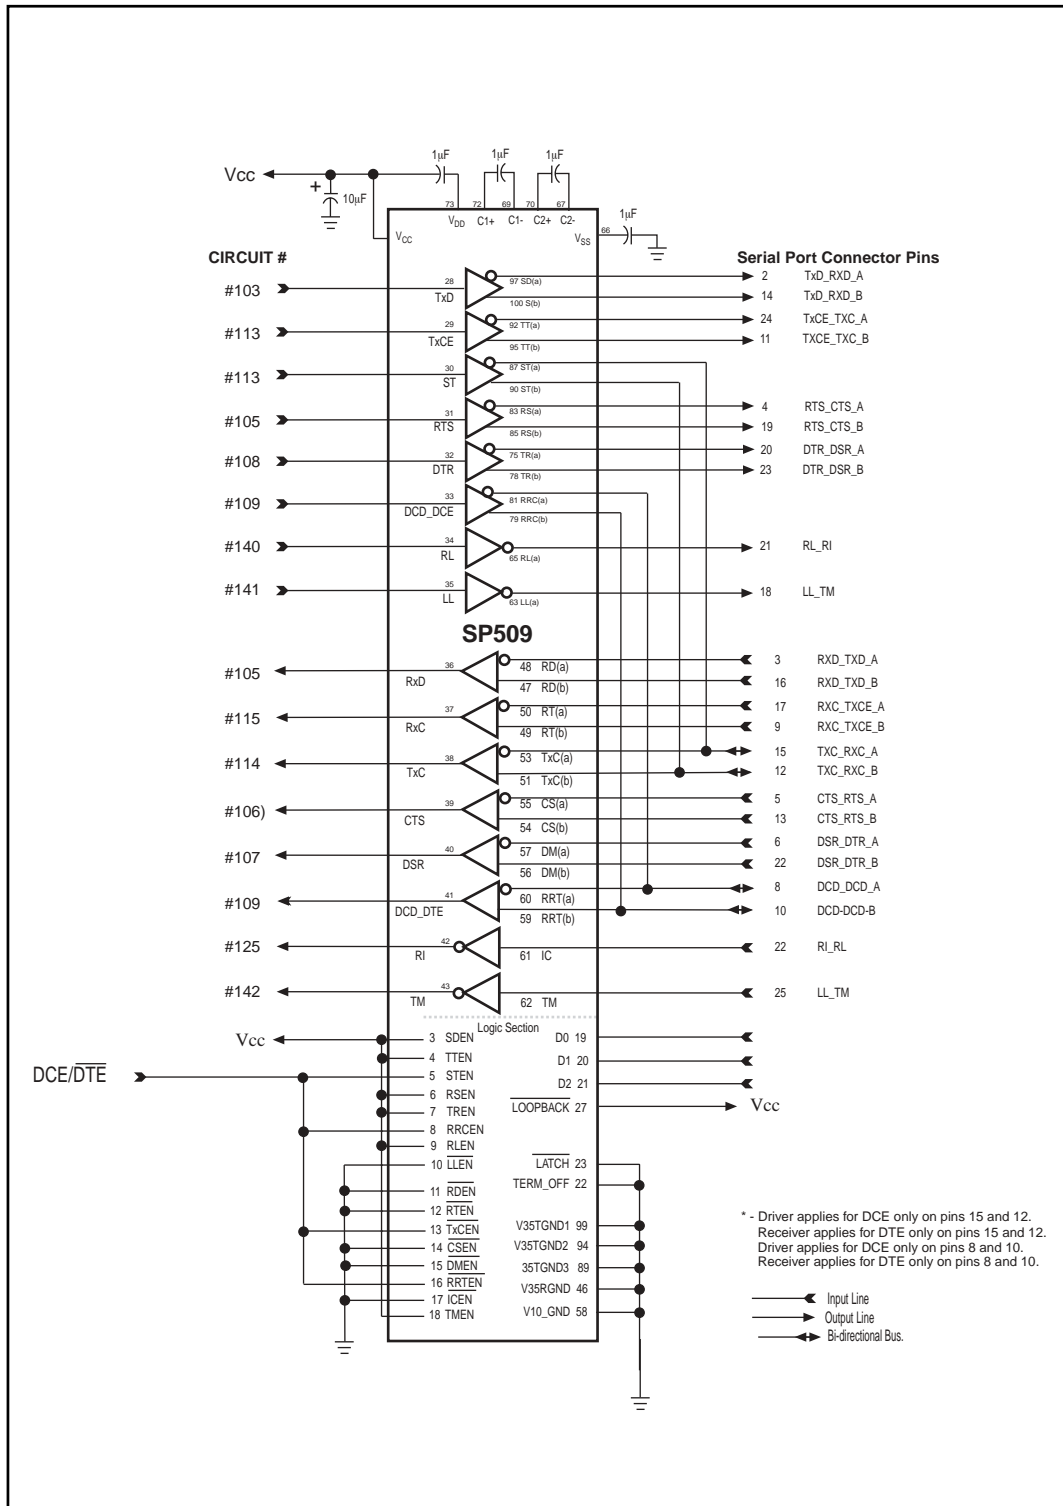 1µF
1µF
1µF
Vcc
+
10µF
73
72
69
70
67
1µF
VDD
C1+
C1-
C2+
C2-
VCC
VSS
66
CIRCUIT #
Serial Port Connector Pins
#103
28
TxD
97 SD(a)
100 S(b)
2 TxD_RXD_A
14 TxD_RXD_B
#113
29
TxCE
92 TT(a)
95 TT(b)
24 TxCE_TXC_A
11 TXCE_TXC_B
#113
30
ST
87 ST(a)
90 ST(b)
#105
31
RTS
83 RS(a)
85 RS(b)
4 RTS_CTS_A
19 RTS_CTS_B
#108
32
DTR
75 TR(a)
78 TR(b)
20 DTR_DSR_A
23 DTR_DSR_B
#109
33
DCD_DCE
81 RRC(a)
79 RRC(b)
#140
34
RL
65 RL(a)
21 RL_RI
#141
35
LL
63 LL(a)
18 LL_TM
SP509
#105
36
RxD
48 RD(a)
47 RD(b)
3 RXD_TXD_A
16 RXD_TXD_B
#115
37
RxC
50 RT(a)
49 RT(b)
17 RXC_TXCE_A
9 RXC_TXCE_B
#114
38
TxC
53 TxC(a)
51 TxC(b)
15 TXC_RXC_A
12 TXC_RXC_B
#106)
39
CTS
55 CS(a)
54 CS(b)
5 CTS_RTS_A
13 CTS_RTS_B
#107
40
DSR
57 DM(a)
56 DM(b)
6 DSR_DTR_A
22 DSR_DTR_B
#109
41
DCD_DTE
60 RRT(a)
59 RRT(b)
8 DCD_DCD_A
10 DCD-DCD-B
#125
42
RI
61 IC
22 RI_RL
#142
43
TM
62 TM
25 LL_TM
Logic Section
Vcc
3 SDEN
4 TTEN
DCE/DTE
5 STEN
6 RSEN
7 TREN
8 RRCEN
9 RLEN
10 LLEN
11 RDEN
12 RTEN
13 TxCEN
14 CSEN
15 DMEN
16 RRTEN
17 ICEN
18 TMEN
D0 19
D1 20
D2 21
LOOPBACK 27
Vcc
LATCH 23
TERM_OFF 22
V35TGND1 99
V35TGND2 94
35TGND3 89
V35RGND 46
V10_GND 58
* - Driver applies for DCE only on pins 15 and 12.
Receiver applies for DTE only on pins 15 and 12.
Driver applies for DCE only on pins 8 and 10.
Receiver applies for DTE only on pins 8 and 10.
Input Line
Output Line
Bi-directional Bus.